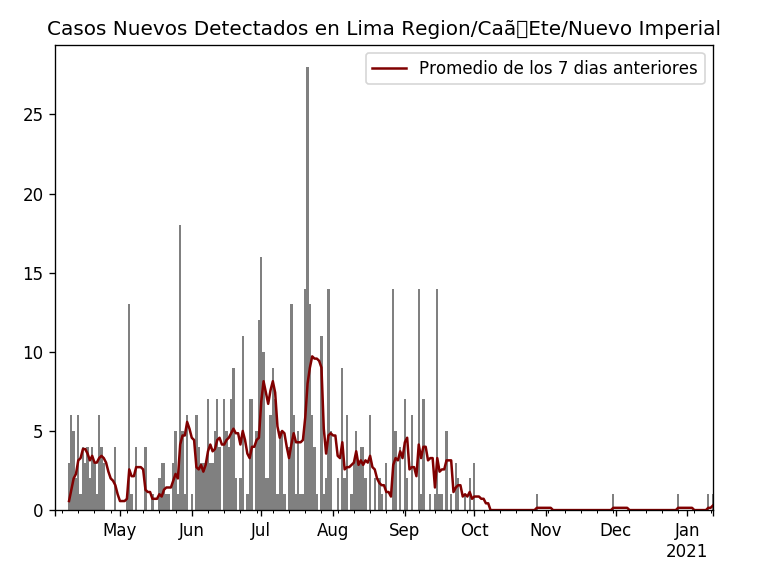 Casos Nuevos Detectados en Lima Region/Caã▯Ete/Nuevo Imperial
Promedio de los 7 dias anteriores
25
20
15
10
5
0
May Jun Jul Aug Sep Oct Nov Dec Jan
2021